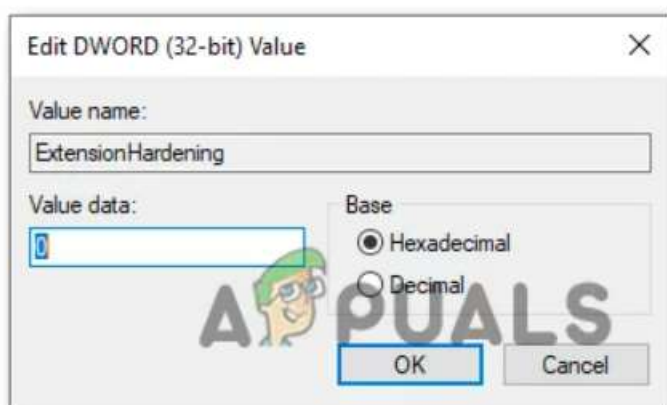 Edit DWORD (32-bit) Value
Value name:
ExtensionHardening
Value data:
0
Base
Hexadecimal
Decimal
APPUALS
OK
Cancel